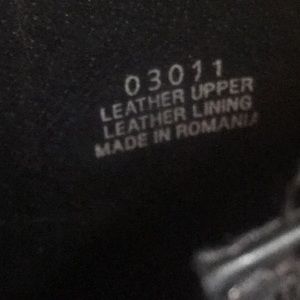 03011
LEATHER UPPER
LEATHER LINING
MADE IN ROMANIA